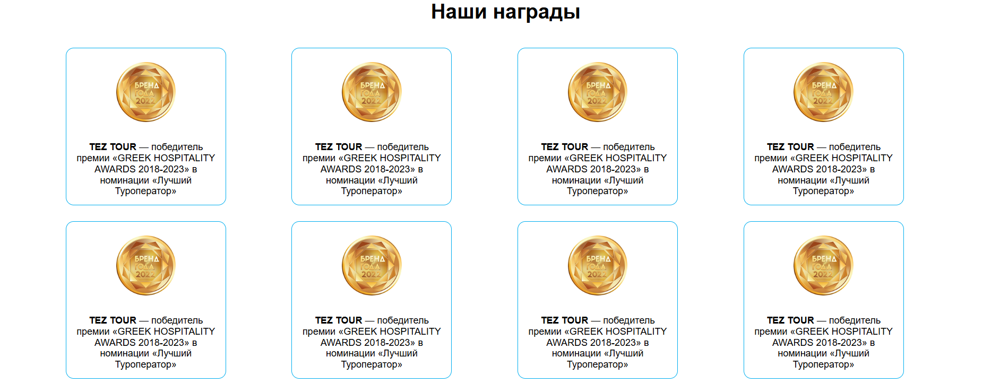 Наши награды
БРЕНД
ГОДА
2022
TEZ TOUR — победитель
премии «GREEK HOSPITALITY
AWARDS 2018-2023» в
номинации «Лучший
Туроператор»
БРЕНД
ГОДА
2022
TEZ TOUR — победитель
премии «GREEK HOSPITALITY
AWARDS 2018-2023» в
номинации «Лучший
Туроператор»
БРЕНД
ГОДА
2022
TEZ TOUR — победитель
премии «GREEK HOSPITALITY
AWARDS 2018-2023» в
номинации «Лучший
Туроператор»
БРЕНД
ГОДА
2022
TEZ TOUR — победитель
премии «GREEK HOSPITALITY
AWARDS 2018-2023» в
номинации «Лучший
Туроператор»
БРЕНД
ГОДА
2022
TEZ TOUR — победитель
премии «GREEK HOSPITALITY
AWARDS 2018-2023» в
номинации «Лучший
Туроператор»
БРЕНД
ГОДА
2022
TEZ TOUR — победитель
премии «GREEK HOSPITALITY
AWARDS 2018-2023» в
номинации «Лучший
Туроператор»
БРЕНД
ГОДА
2022
TEZ TOUR — победитель
премии «GREEK HOSPITALITY
AWARDS 2018-2023» в
номинации «Лучший
Туроператор»
БРЕНД
ГОДА
2022
TEZ TOUR — победитель
премии «GREEK HOSPITALITY
AWARDS 2018-2023» в
номинации «Лучший
Туроператор»